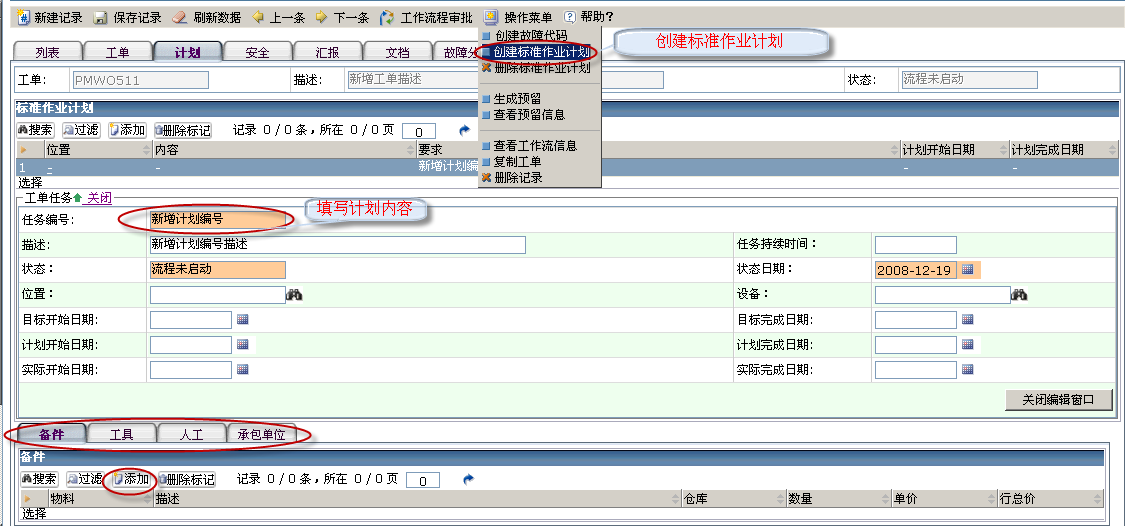 新建记录 保存记录 刷新数据 上一条 下一条 工作流程审批 操作菜单 帮助?
创建故障代码
创建标准作业计划
删除标准作业计划
生成预留
查看预留信息
查看工作流信息
复制工单
删除记录
创建标准作业计划
列表 工单 计划 安全 汇报 文档 故障分
工单: PMWO511 描述: 新增工单描述 状态: 流程未启动
标准作业计划
搜索 过滤 添加 删除标记 记录 0 / 0 条 , 所在 0 / 0 页 0
位置 内容 要求 计划开始日期 计划完成日期
1 - - 新增计划编 - -
选择
工单任务 关闭
填写计划内容
任务编号: 新增计划编号
描述: 新增计划编号描述 任务持续时间:
状态: 流程未启动 状态日期: 2008-12-19
位置: 设备:
目标开始日期: 目标完成日期:
计划开始日期: 计划完成日期:
实际开始日期: 实际完成日期:
关闭编辑窗口
备件 工具 人工 承包单位
备件
搜索 过滤 添加 删除标记 记录 0 / 0 条 , 所在 0 / 0 页 0
物料 描述 仓库 数量 单价 行总价
选择